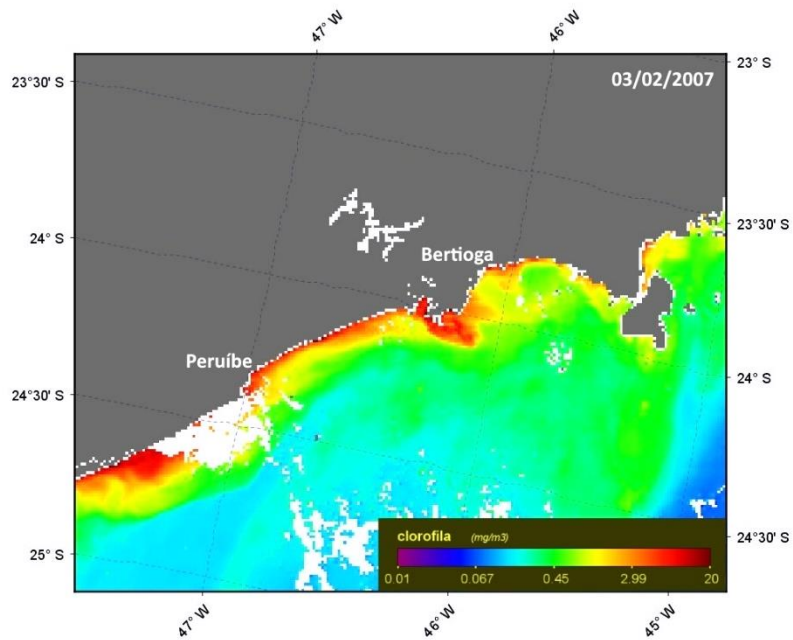 47° W
46° W
23°30' S
23° S
03/02/2007
24° S
23°30' S
Bertioga
Peruíbe
24° S
24°30' S
clorofila (mg/m3)
24°30' S
25° S
0.01 0.067 0.45 2.99 20
47° W
46° W
45° W